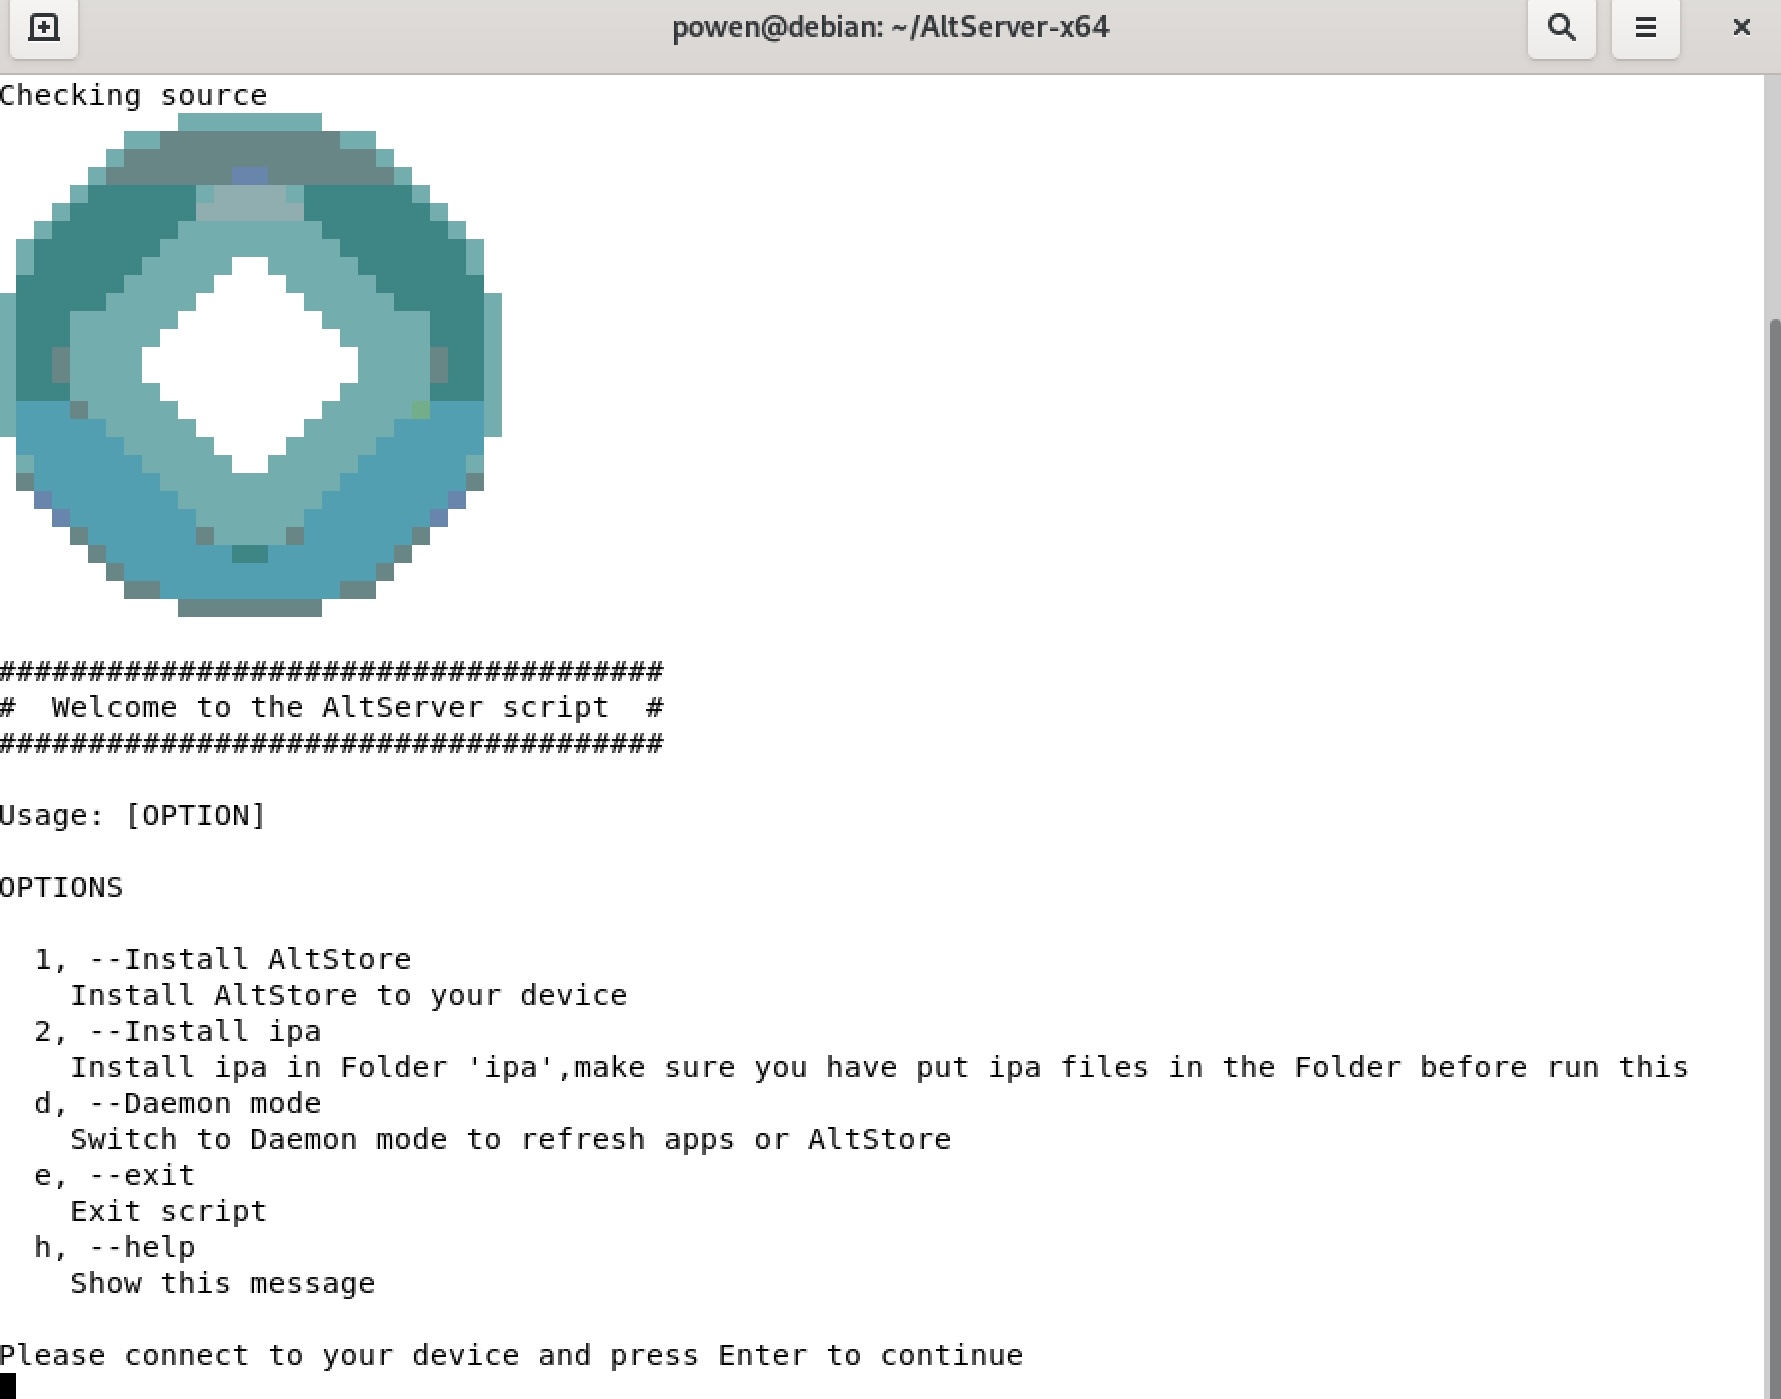 powen@debian: ~/AltServer-x64
Checking source
#####################################
#  Welcome to the AltServer script  #
#####################################
Usage: [OPTION]
OPTIONS
  1, --Install AltStore
    Install AltStore to your device
  2, --Install ipa
    Install ipa in Folder 'ipa',make sure you have put ipa files in the Folder before run this
  d, --Daemon mode
    Switch to Daemon mode to refresh apps or AltStore
  e, --exit
    Exit script
  h, --help
    Show this message
Please connect to your device and press Enter to continue